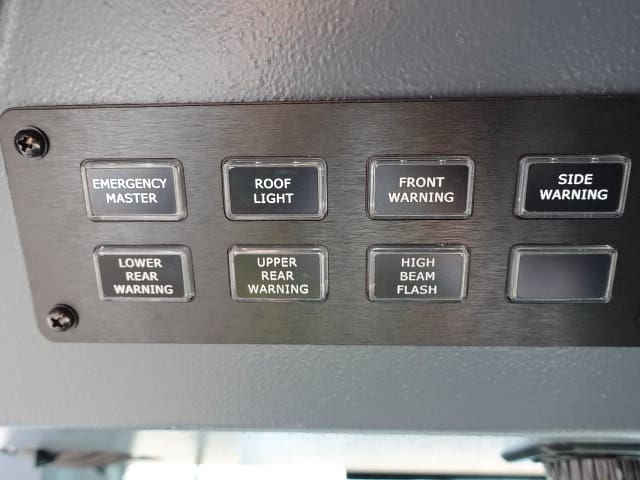 EMERGENCY
MASTER
ROOF
LIGHT
FRONT
WARNING
SIDE
WARNING
LOWER
REAR
WARNING
UPPER
REAR
WARNING
HIGH
BEAM
FLASH